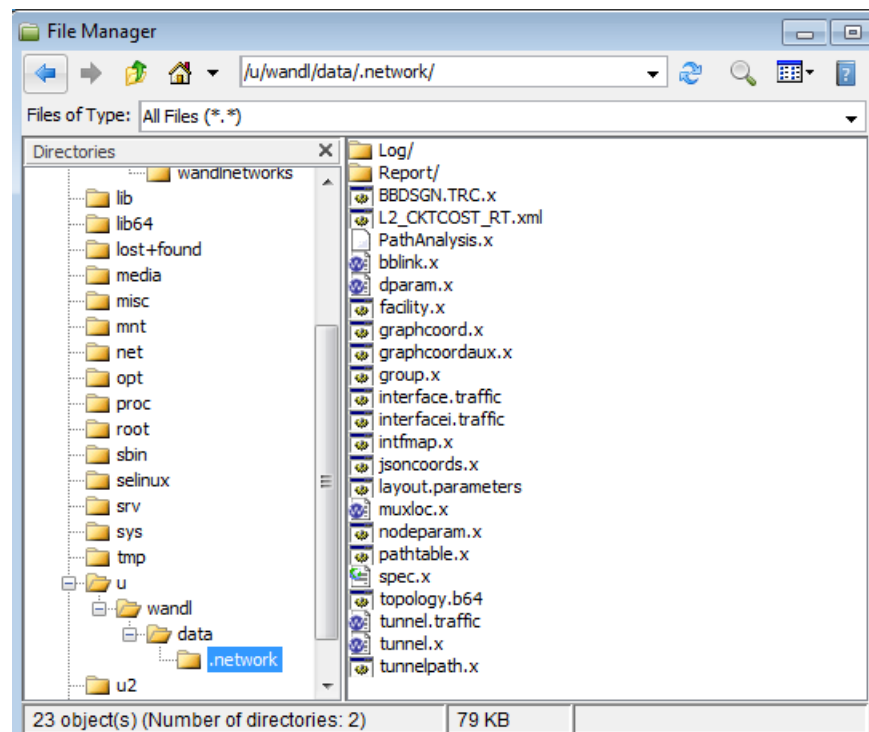 File Manager
/u/wandl/data/.network/
Files of Type: All Files (*.*)
Directories
wandlnetworks
lib
lib64
lost+found
media
misc
mnt
net
opt
proc
root
sbin
selinux
srv
sys
tmp
u
wandl
data
.network
u2
Log/
Report/
BBDSGN.TRC.x
L2_CKTCOST_RT.xml
PathAnalysis.x
bblink.x
dparam.x
facility.x
graphcoord.x
graphcoordaux.x
group.x
interface.traffic
interfacei.traffic
intfmap.x
jsoncoords.x
layout.parameters
muxloc.x
nodeparam.x
pathtable.x
spec.x
topology.b64
tunnel.traffic
tunnel.x
tunnelpath.x
23 object(s) (Number of directories: 2) 79 KB